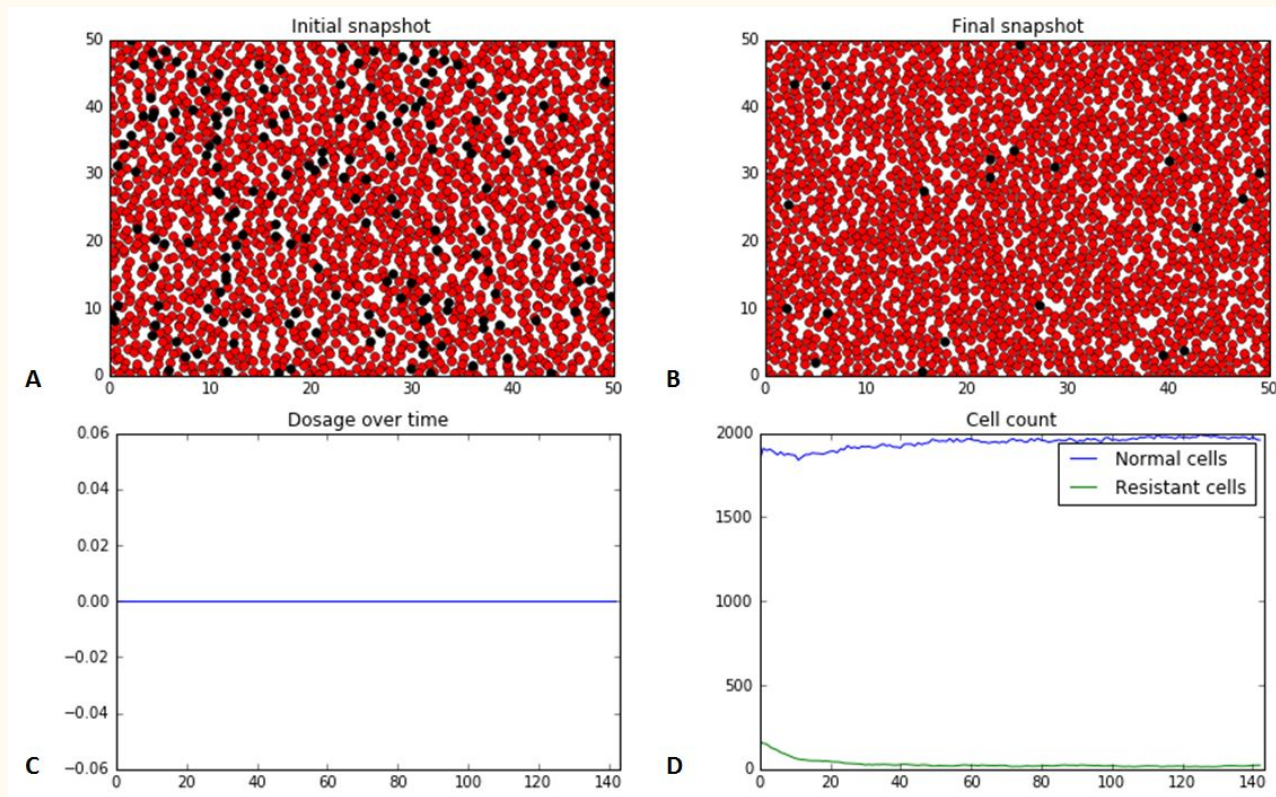 Initial snapshot
50
40
30
20
10
0
0 10 20 30 40 50
A
Final snapshot
50
40
30
20
10
0
0 10 20 30 40 50
B
Dosage over time
0.06
0.04
0.02
0.00
−0.02
−0.04
−0.06
0 20 40 60 80 100 120 140
C
Cell count
2000
1500
1000
500
0
0 20 40 60 80 100 120 140
Normal cells
Resistant cells
D